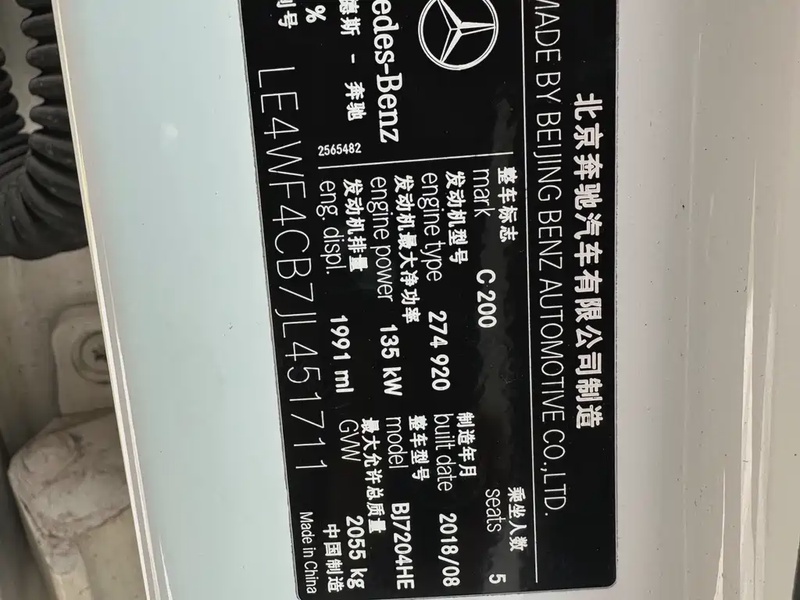 北京奔驰汽车有限公司制造
MADE BY BEIJING BENZ AUTOMOTIVE CO.,LTD.
整车标志 乘坐人数
mark C 200 seats 5
发动机型号 制造年月
engine type 274 920 built date 2018/08
发动机最大净功率 整车型号
engine power 135 kW model BJ7204HE
发动机排量 最大允许总质量
eng. displ. 1991 ml GVW 2055 kg
中国制造
Made in China
edes-Benz
德斯 - 奔驰
2565482
%
号
LE4WF4CB7JL451711